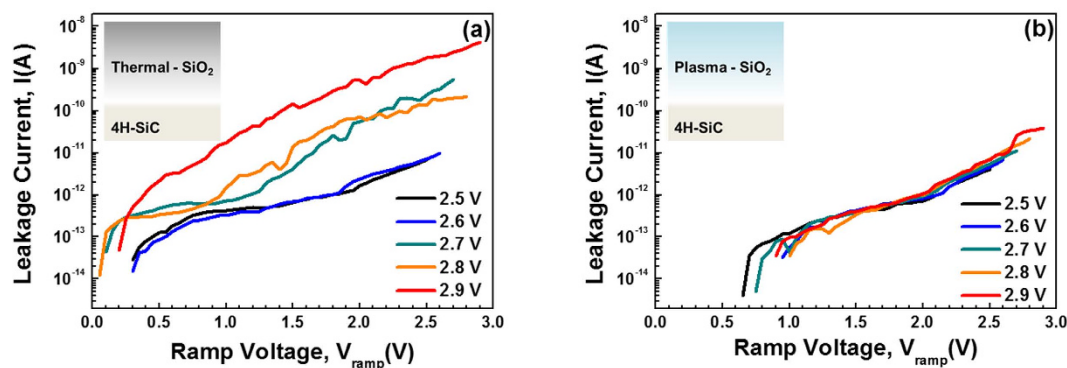 (a)
Thermal - SiO₂
4H-SiC
Leakage Current, I(A)
10⁻⁸
10⁻⁹
10⁻¹⁰
10⁻¹¹
10⁻¹²
10⁻¹³
10⁻¹⁴
2.5 V
2.6 V
2.7 V
2.8 V
2.9 V
0.0 0.5 1.0 1.5 2.0 2.5 3.0
Ramp Voltage, V_ramp(V)
(b)
Plasma - SiO₂
4H-SiC
Leakage Current, I(A)
10⁻⁸
10⁻⁹
10⁻¹⁰
10⁻¹¹
10⁻¹²
10⁻¹³
10⁻¹⁴
2.5 V
2.6 V
2.7 V
2.8 V
2.9 V
0.0 0.5 1.0 1.5 2.0 2.5 3.0
Ramp Voltage, V_ramp(V)